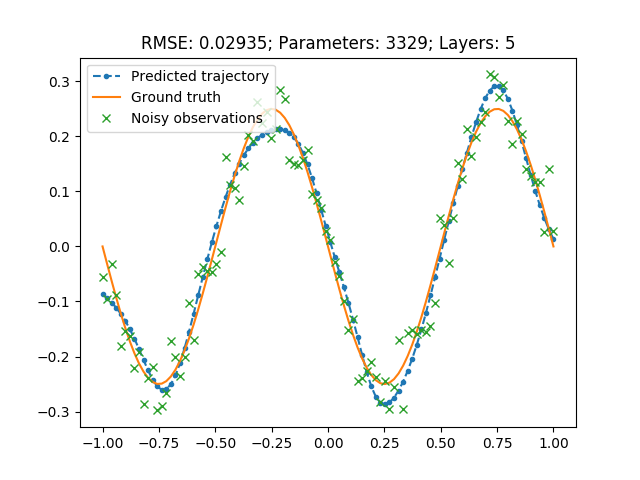 RMSE: 0.02935; Parameters: 3329; Layers: 5
Predicted trajectory
Ground truth
Noisy observations
0.3
0.2
0.1
0.0
−0.1
−0.2
−0.3
−1.00 −0.75 −0.50 −0.25 0.00 0.25 0.50 0.75 1.00